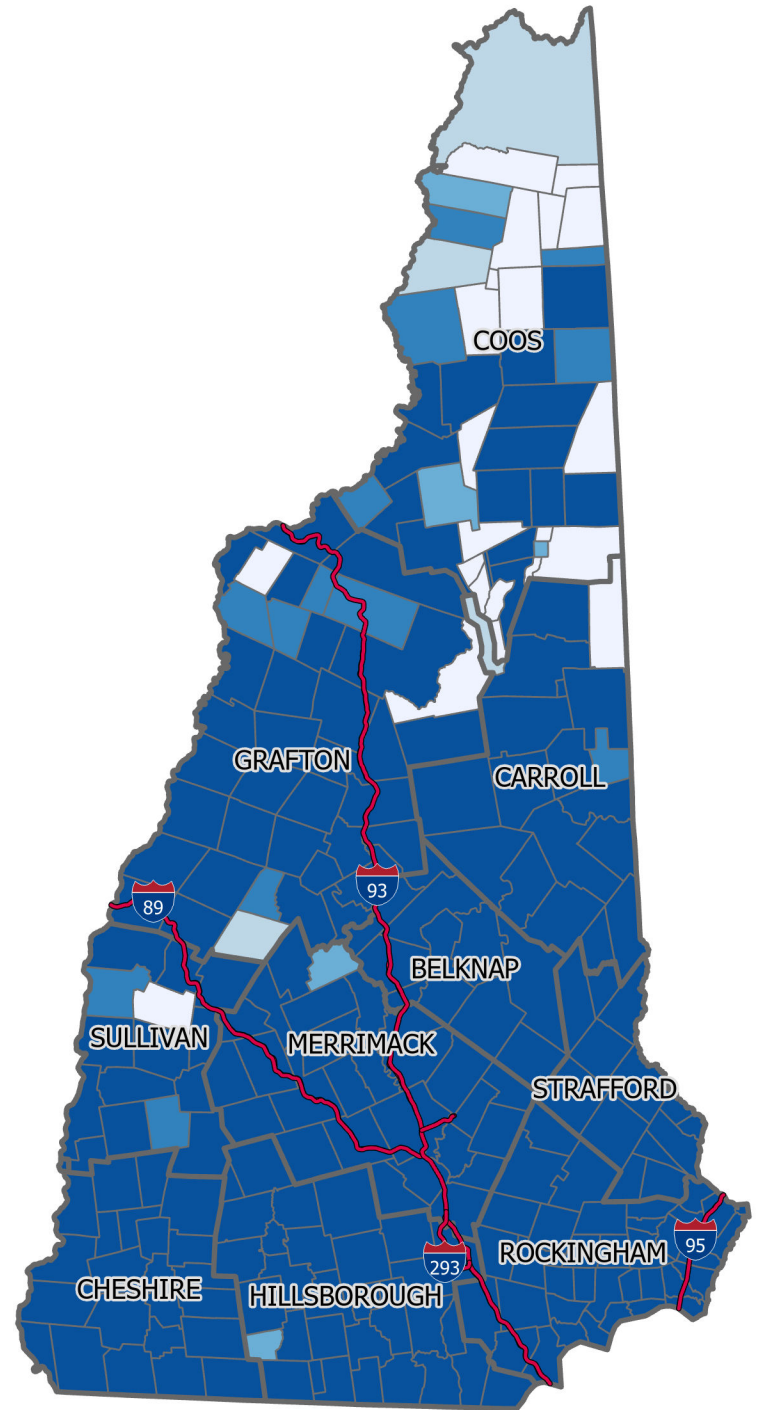 COOS
GRAFTON
CARROLL
93
89
BELKNAP
SULLIVAN
MERRIMACK
STRAFFORD
ROCKINGHAM
95
293
CHESHIRE
HILLSBOROUGH